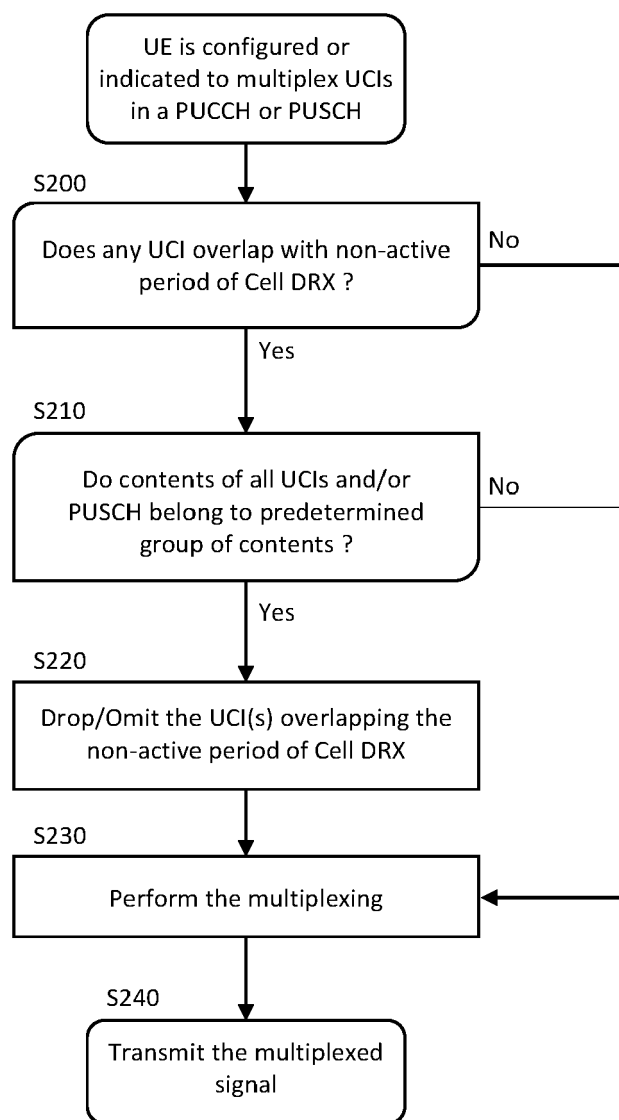 UE is configured or
indicated to multiplex UCIs
in a PUCCH or PUSCH
S200
Does any UCI overlap with non-active
period of Cell DRX ?
No
Yes
S210
Do contents of all UCIs and/or
PUSCH belong to predetermined
group of contents ?
No
Yes
S220
Drop/Omit the UCI(s) overlapping the
non-active period of Cell DRX
S230
Perform the multiplexing
S240
Transmit the multiplexed
signal